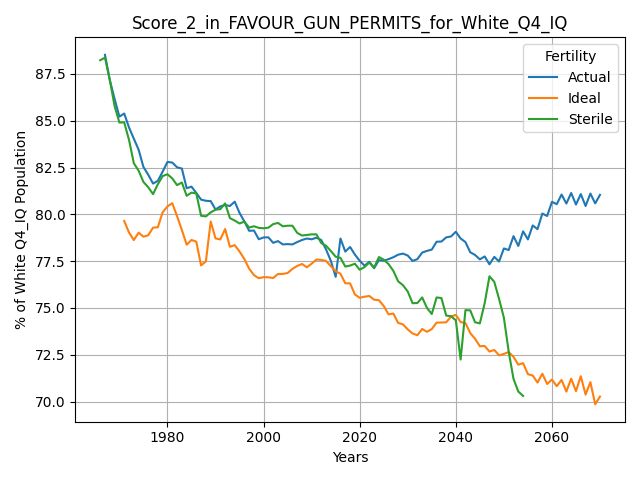 Score_2_in_FAVOUR_GUN_PERMITS_for_White_Q4_IQ
Fertility
Actual
Ideal
Sterile
% of White Q4_IQ Population
87.5
85.0
82.5
80.0
77.5
75.0
72.5
70.0
1980 2000 2020 2040 2060
Years